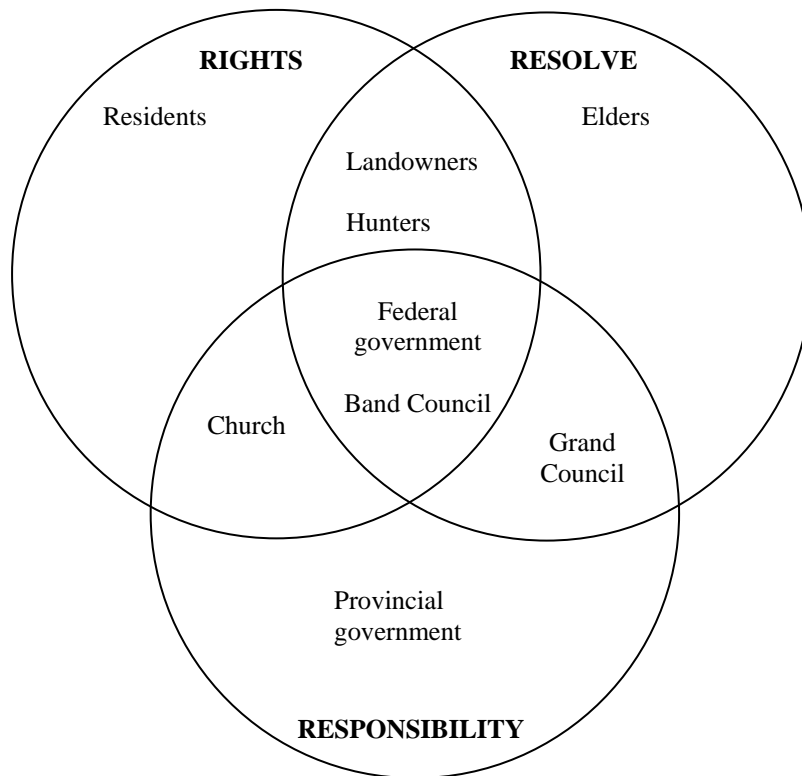 RIGHTS
RESOLVE
Residents
Elders
Landowners
Hunters
Federal
government
Band Council
Church
Grand
Council
Provincial
government
RESPONSIBILITY